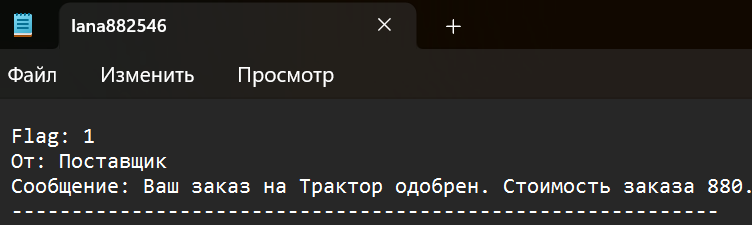 lana882546
Файл Изменить Просмотр
Flag: 1
От: Поставщик
Сообщение: Ваш заказ на Трактор одобрен. Стоимость заказа 880.
-----------------------------------------------------------